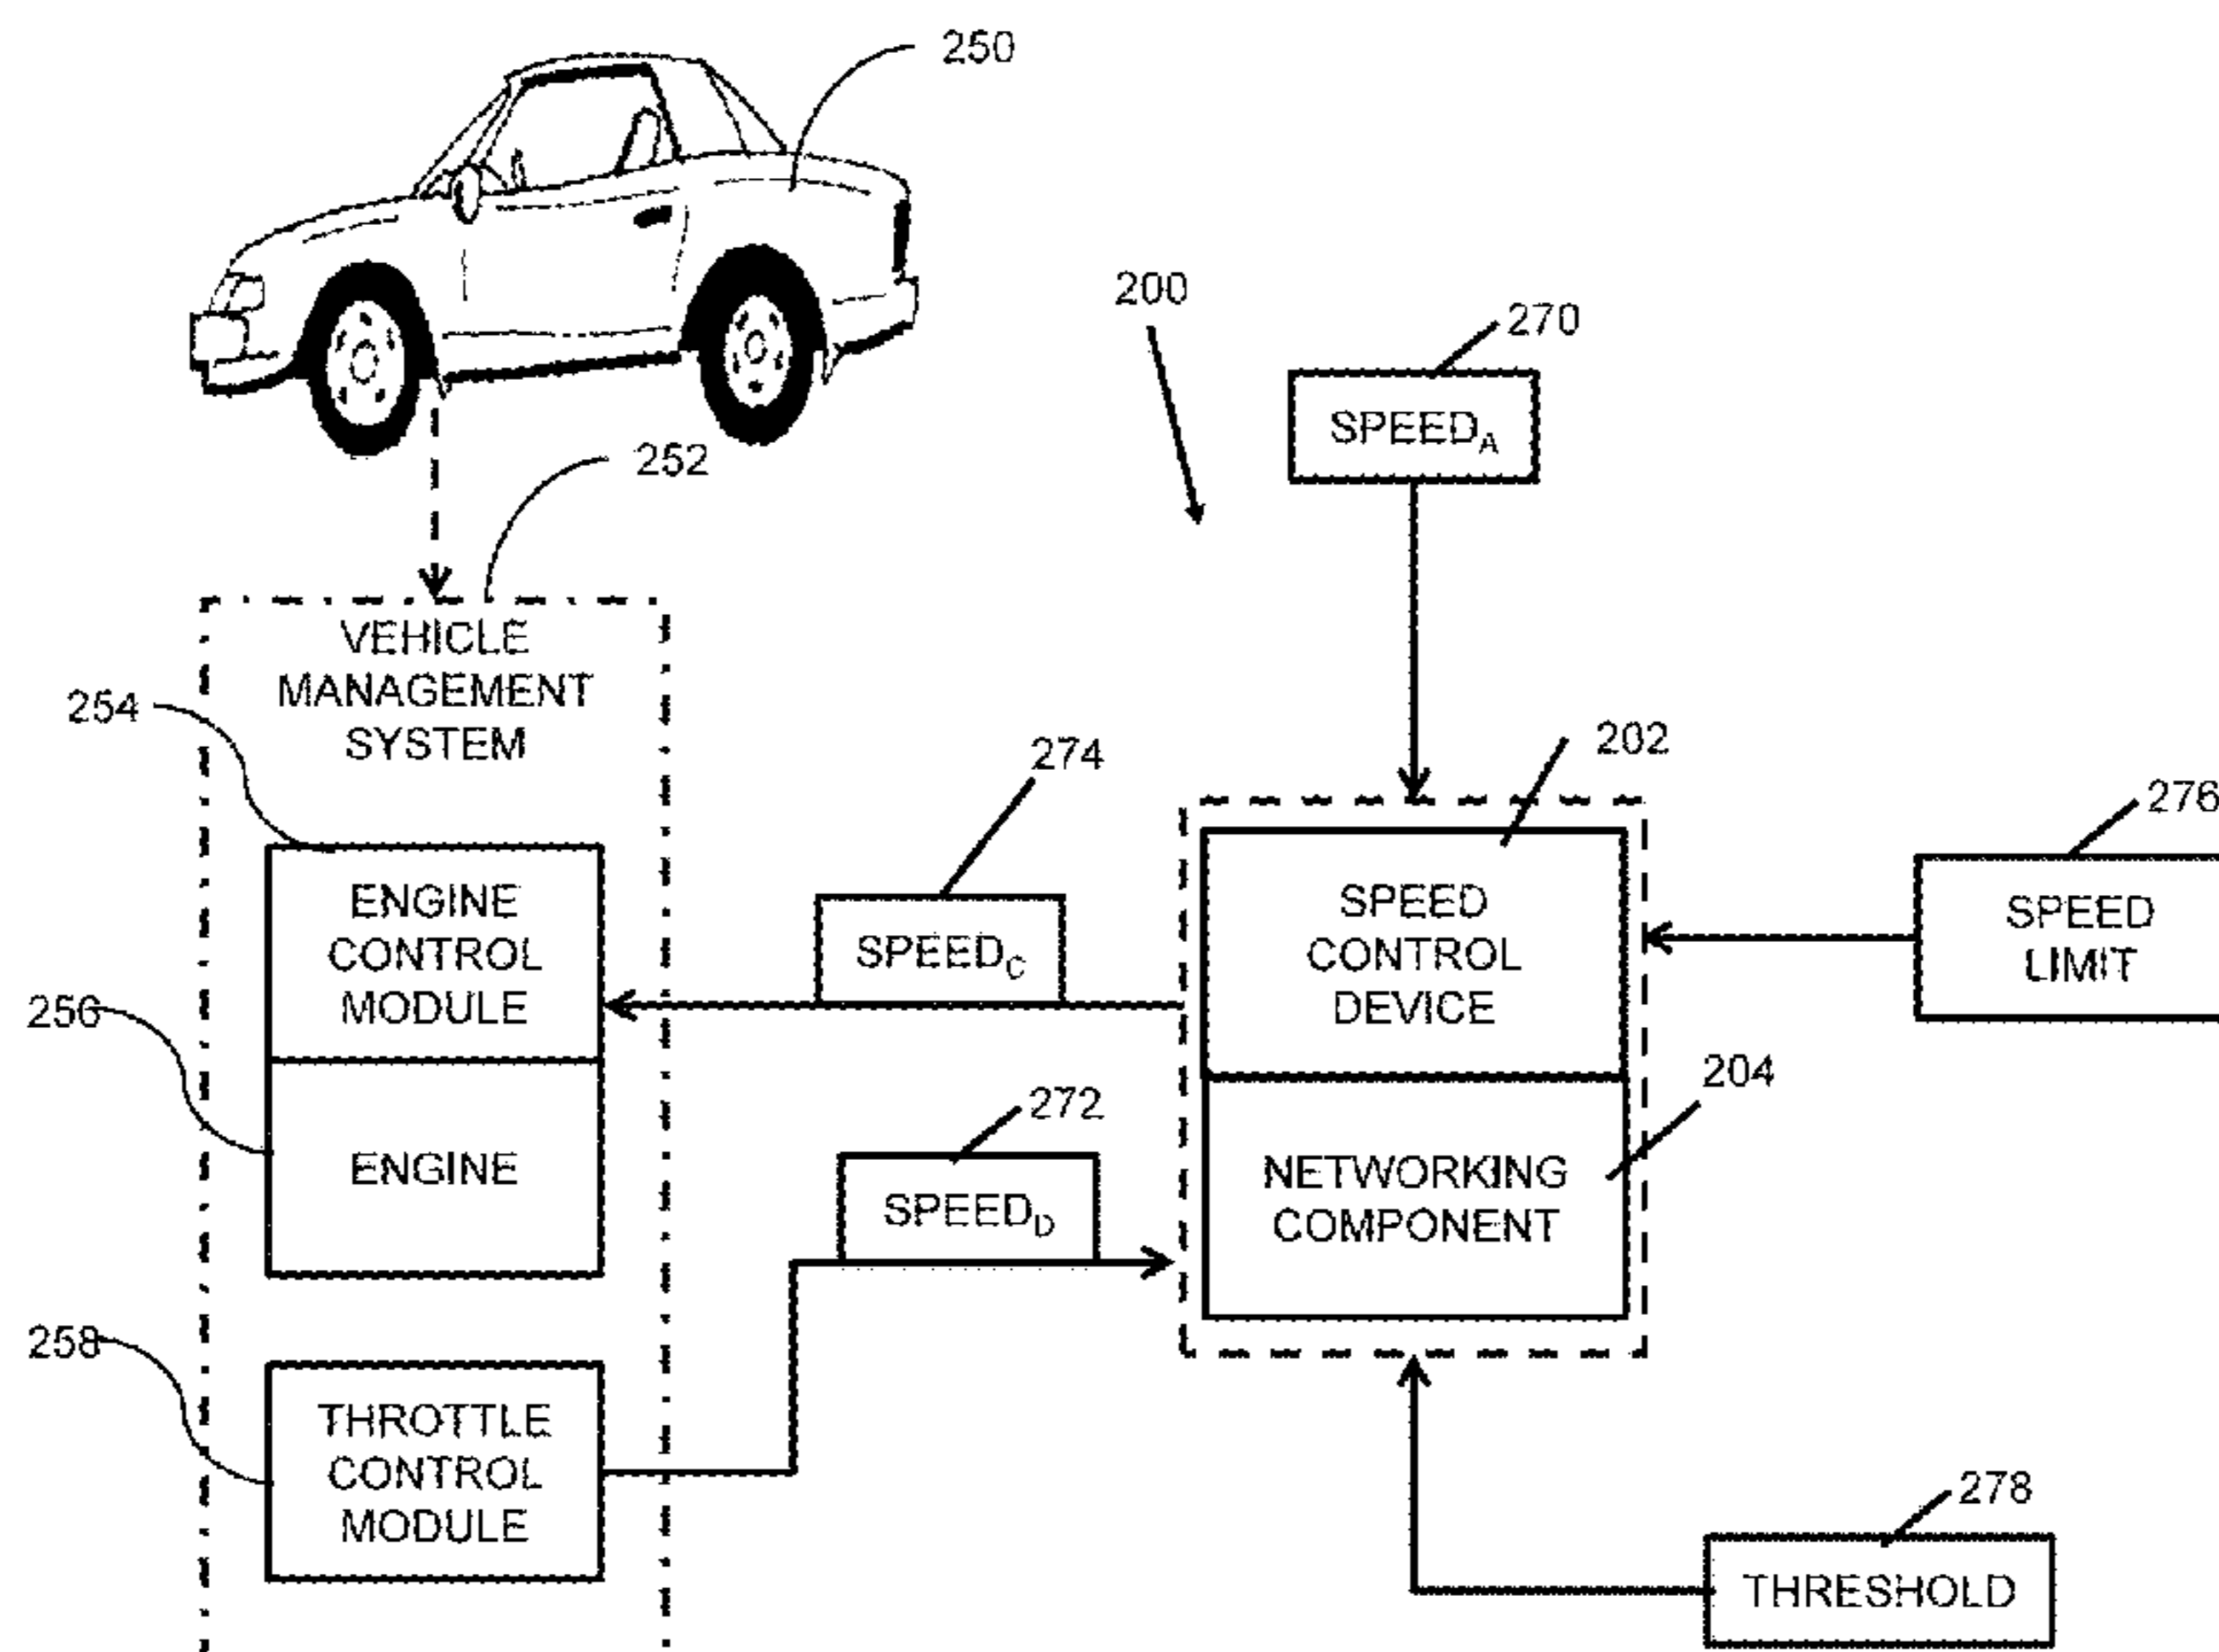 250
200
270
SPEEDA
252
VEHICLE
MANAGEMENT
SYSTEM
254
274
202
276
ENGINE
CONTROL
MODULE
SPEEDC
SPEED
CONTROL
DEVICE
SPEED
LIMIT
256
272
204
ENGINE
SPEEDD
NETWORKING
COMPONENT
258
THROTTLE
CONTROL
MODULE
278
THRESHOLD